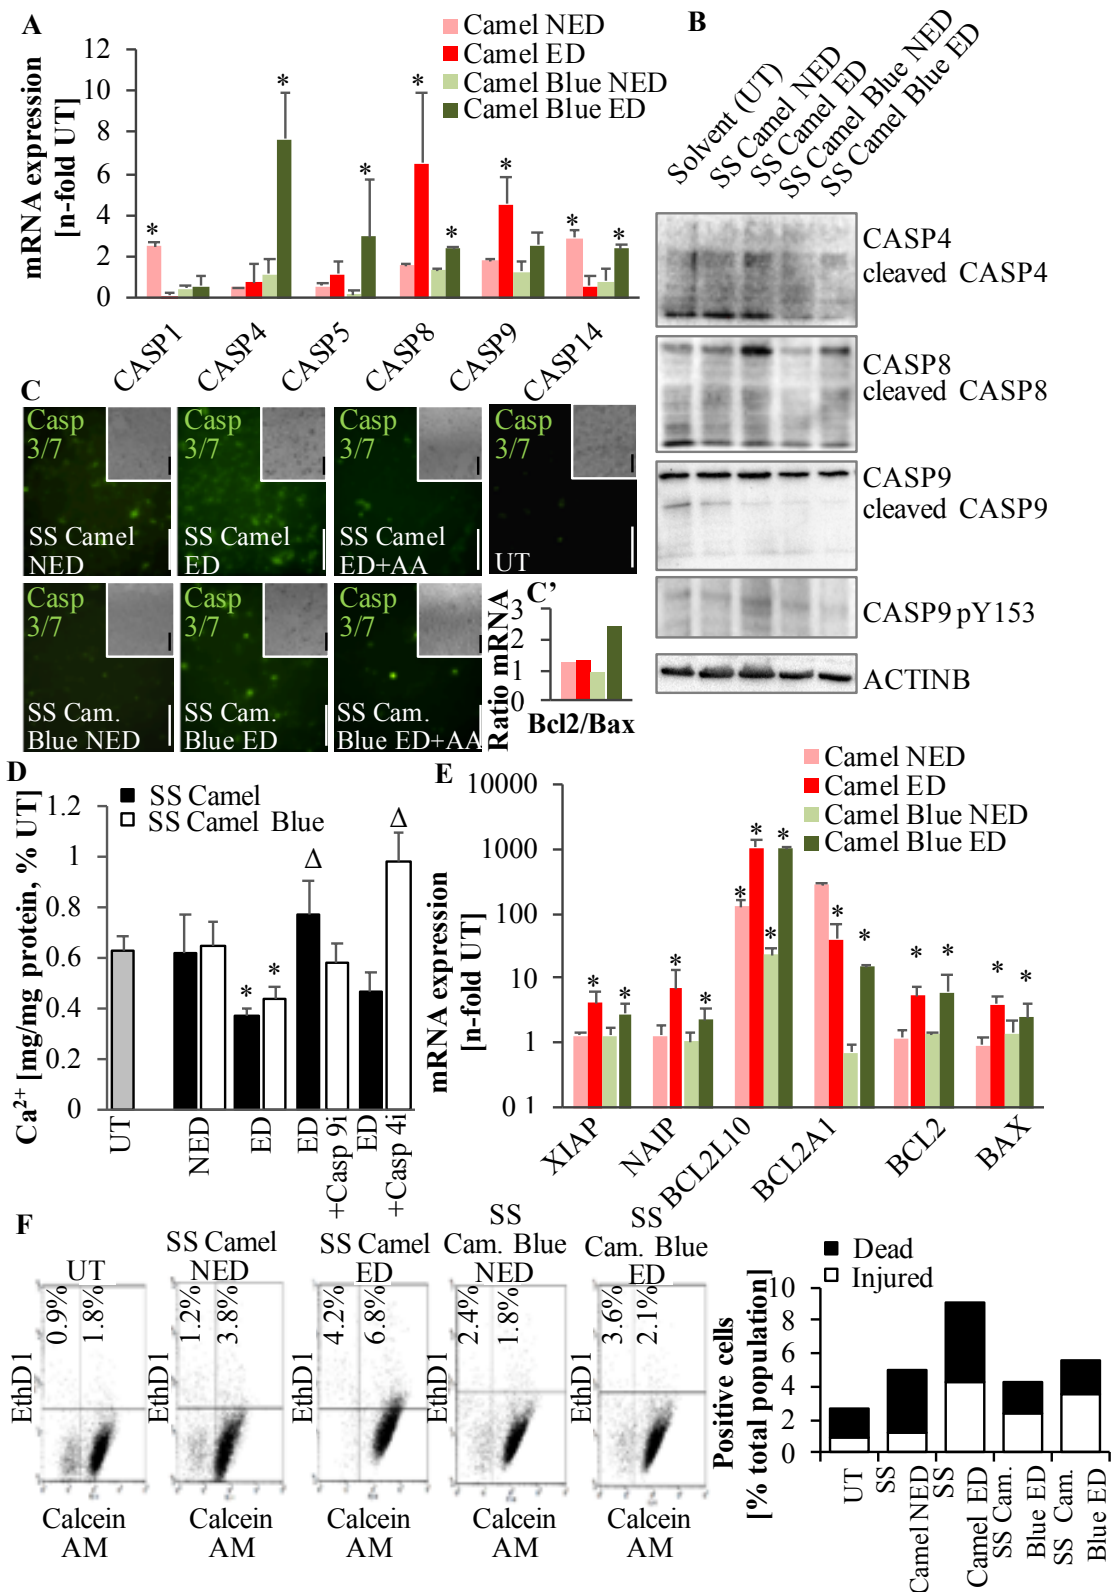 A
Camel NED
Camel ED
Camel Blue NED
Camel Blue ED
mRNA expression
[n-fold UT]
12
10
8
6
4
2
0
*
*
*
*
*
*
*
*
CASP1
CASP4
CASP5
CASP8
CASP9
CASP14
B
Solvent (UT)
SS Camel NED
SS Camel ED
SS Camel Blue NED
SS Camel Blue ED
CASP4
cleaved CASP4
CASP8
cleaved CASP8
CASP9
cleaved CASP9
CASP9 pY153
ACTINB
C
Casp
3/7
SS Camel
NED
Casp
3/7
SS Camel
ED
Casp
3/7
SS Camel
ED+AA
Casp
3/7
UT
Casp
3/7
SS Cam.
Blue NED
Casp
3/7
SS Cam.
Blue ED
Casp
3/7
SS Cam.
Blue ED+AA
C'
Ratio mRNA
3
2
1
0
Bcl2/Bax
D
SS Camel
SS Camel Blue
Ca2+ [mg/mg protein, % UT]
1.2
1
0.8
0.6
0.4
0.2
0
*
*
Δ
Δ
UT
NED
ED
ED
+Casp 9i
ED
+Casp 4i
E
Camel NED
Camel ED
Camel Blue NED
Camel Blue ED
mRNA expression
[n-fold UT]
10000
1000
100
10
1
0 1
*
*
*
*
*
*
*
*
*
*
*
*
*
*
XIAP
NAIP
BCL2L10
BCL2A1
BCL2
BAX
F
UT
0.9%
1.8%
EthD1
Calcein
AM
SS Camel
NED
1.2%
3.8%
EthD1
Calcein
AM
SS Camel
ED
4.2%
6.8%
EthD1
Calcein
AM
SS
Cam. Blue
NED
2.4%
1.8%
EthD1
Calcein
AM
SS
Cam. Blue
ED
3.6%
2.1%
EthD1
Calcein
AM
Dead
Injured
Positive cells
[% total population]
10
8
6
4
2
0
UT
SS
Camel NED
SS
Camel ED
SS Cam.
Blue ED
SS Cam.
Blue ED